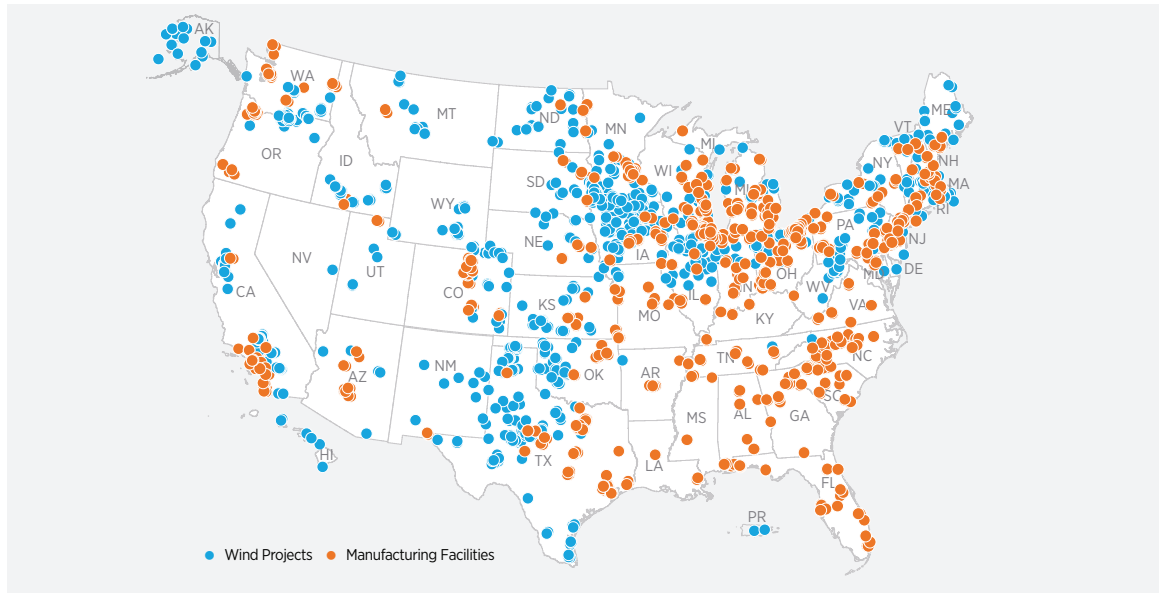 AK
WA
MT
ND
MN
ME
VT
MI
OR
ID
WI
NY
NH
SD
MI
MA
WY
RI
NE
PA
NJ
IA
NV
UT
OH
MD
DE
CA
CO
IL
IN
WV
KS
MO
VA
KY
NM
TN
NC
AZ
OK
AR
SC
MS
AL
GA
HI
TX
LA
FL
PR
Wind Projects
Manufacturing Facilities